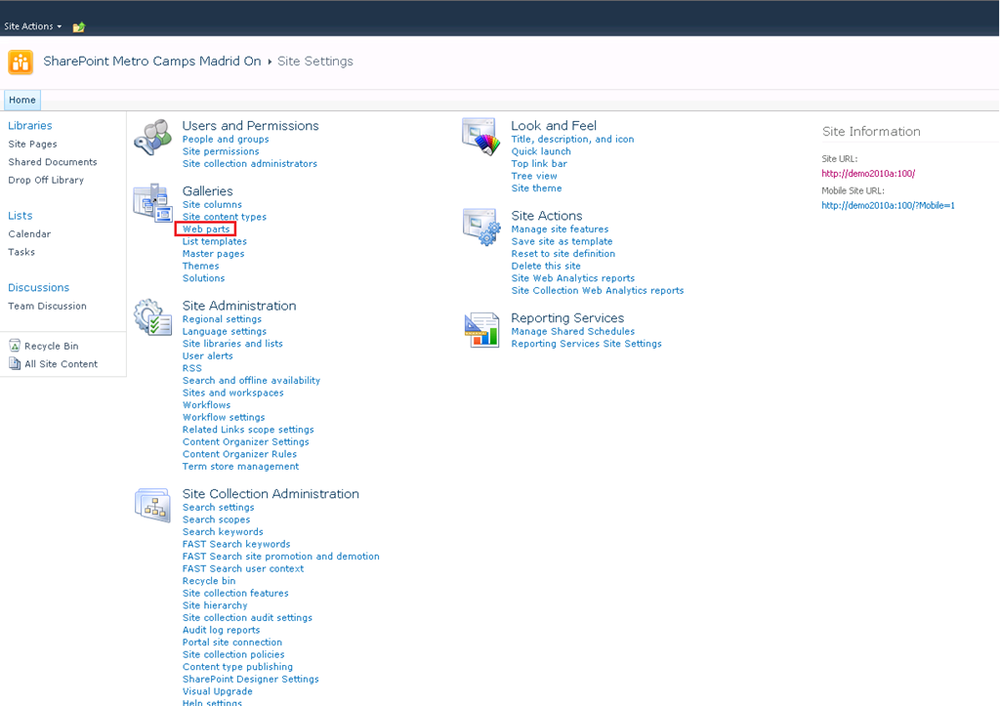 Site Actions
SharePoint Metro Camps Madrid On ▸ Site Settings
Home
Libraries
Site Pages
Shared Documents
Drop Off Library
Lists
Calendar
Tasks
Discussions
Team Discussion
Recycle Bin
All Site Content
Users and Permissions
People and groups
Site permissions
Site collection administrators
Galleries
Site columns
Site content types
Web parts
List templates
Master pages
Themes
Solutions
Site Administration
Regional settings
Language settings
Site libraries and lists
User alerts
RSS
Search and offline availability
Sites and workspaces
Workflows
Workflow settings
Related Links scope settings
Content Organizer Settings
Content Organizer Rules
Term store management
Site Collection Administration
Search settings
Search scopes
Search keywords
FAST Search keywords
FAST Search site promotion and demotion
FAST Search user context
Recycle bin
Site collection features
Site hierarchy
Site collection audit settings
Audit log reports
Portal site connection
Site collection policies
Content type publishing
SharePoint Designer Settings
Visual Upgrade
Help settings
Look and Feel
Title, description, and icon
Quick launch
Top link bar
Tree view
Site theme
Site Actions
Manage site features
Save site as template
Reset to site definition
Delete this site
Site Web Analytics reports
Site Collection Web Analytics reports
Reporting Services
Manage Shared Schedules
Reporting Services Site Settings
Site Information
Site URL:
http://demo2010a:100/
Mobile Site URL:
http://demo2010a:100/?Mobile=1